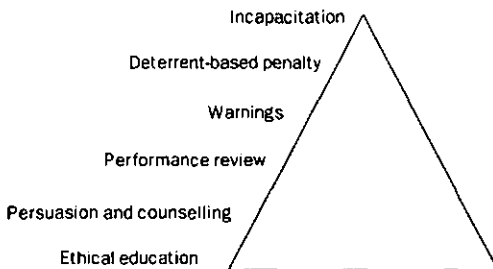 Incapacitation
Deterrent-based penalty
Warnings
Performance review
Persuasion and counselling
Ethical education